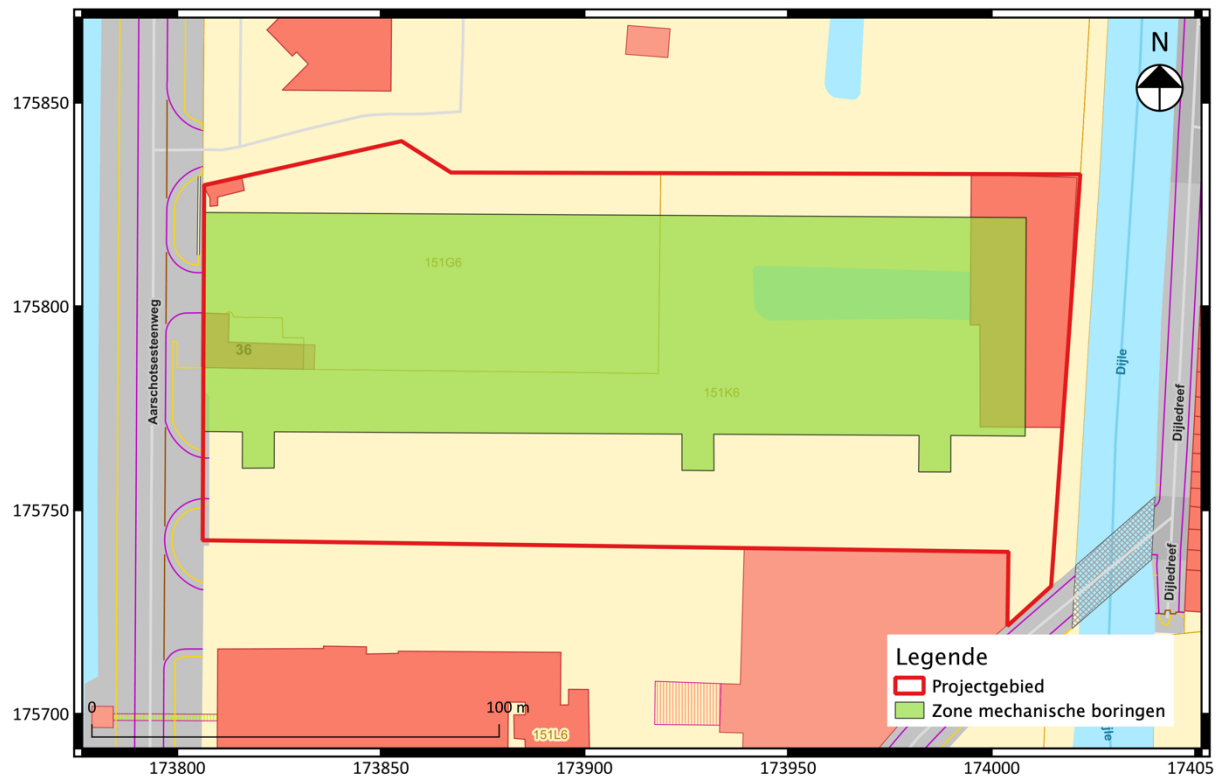 N
175850
175800
175750
175700
151G6
36
151K6
Aarschotsesteenweg
Dijle
Dijledreef
Dijledreef
Legende
Projectgebied
Zone mechanische boringen
0
100 m
151L6
173800
173850
173900
173950
174000
17405